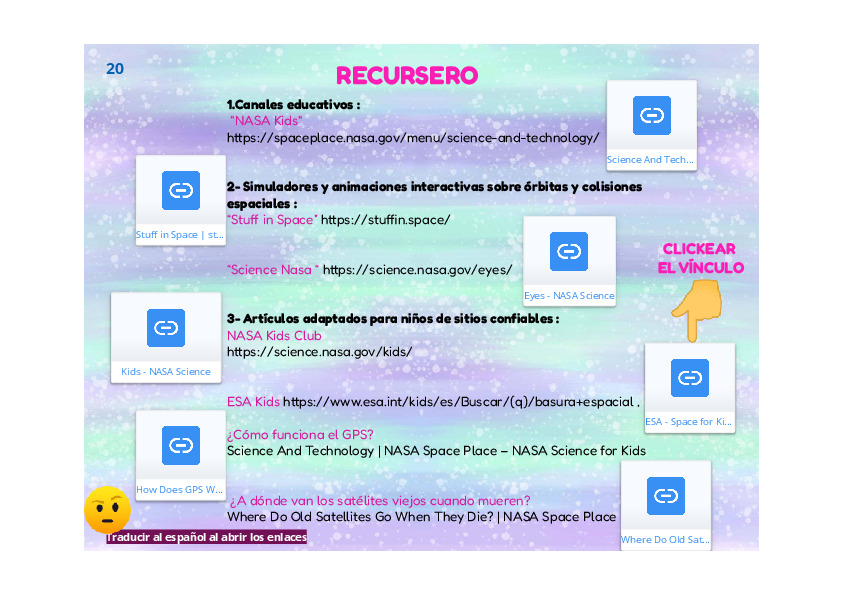 20
RECURSERO
1.Canales educativos :
"NASA Kids"
https://spaceplace.nasa.gov/menu/science-and-technology/
Science And Tech...
2- Simuladores y animaciones interactivas sobre órbitas y colisiones
espaciales :
"Stuff in Space" https://stuffin.space/
Stuff in Space | st...
"Science Nasa " https://science.nasa.gov/eyes/
Eyes - NASA Science
CLICKEAR
EL VÍNCULO
3- Artículos adaptados para niños de sitios confiables :
NASA Kids Club
https://science.nasa.gov/kids/
Kids - NASA Science
ESA Kids https://www.esa.int/kids/es/Buscar/(q)/basura+espacial ,
ESA - Space for Ki...
¿Cómo funciona el GPS?
Science And Technology | NASA Space Place – NASA Science for Kids
How Does GPS W...
¿A dónde van los satélites viejos cuando mueren?
Where Do Old Satellites Go When They Die? | NASA Space Place
Where Do Old Sat...
Traducir al español al abrir los enlaces